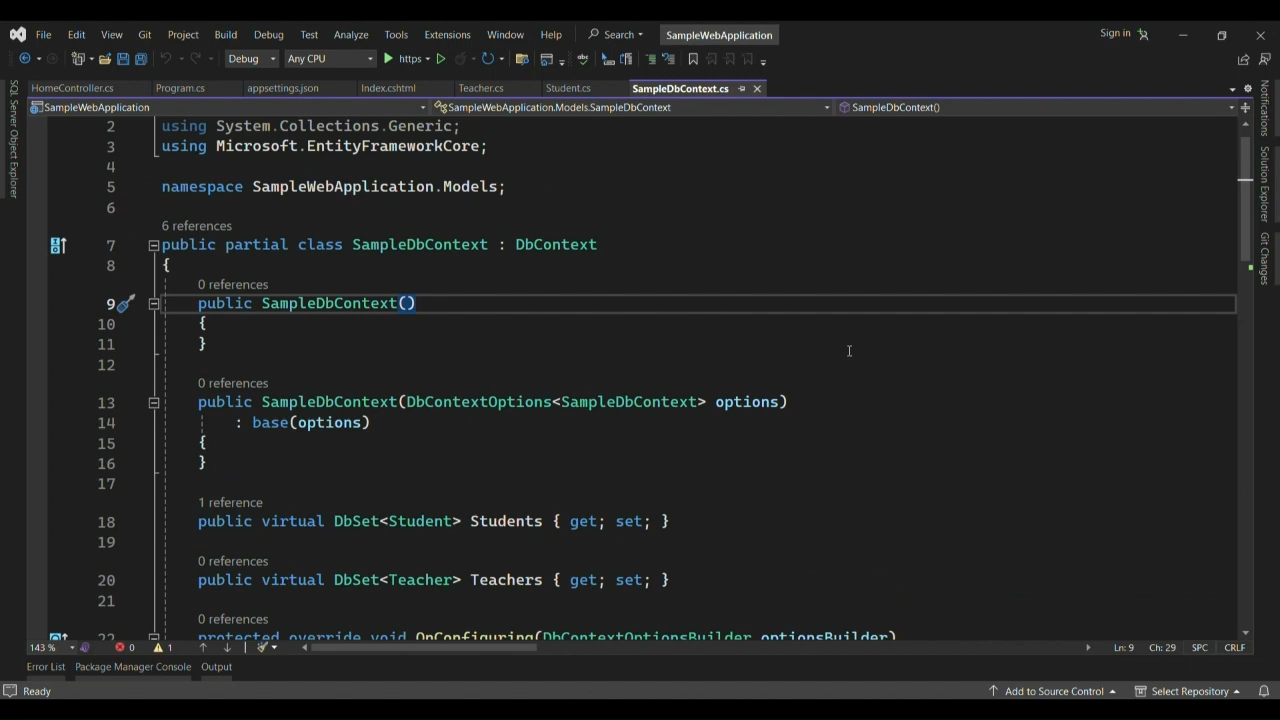 File Edit View Git Project Build Debug Test Analyze Tools Extensions Window Help Search SampleWebApplication Sign in
Debug Any CPU https
HomeController.cs Program.cs appsettings.json Index.cshtml Teacher.cs Student.cs SampleDbContext.cs
SampleWebApplication SampleWebApplication.Models.SampleDbContext SampleDbContext()
SQL Server Object Explorer
2 using System.Collections.Generic;
3 using Microsoft.EntityFrameworkCore;
4
5 namespace SampleWebApplication.Models;
6
6 references
7 public partial class SampleDbContext : DbContext
8 {
0 references
9 public SampleDbContext()
10 {
11 }
12
0 references
13 public SampleDbContext(DbContextOptions<SampleDbContext> options)
14 : base(options)
15 {
16 }
17
1 reference
18 public virtual DbSet<Student> Students { get; set; }
19
0 references
20 public virtual DbSet<Teacher> Teachers { get; set; }
21
0 references
22 protected override void OnConfiguring(DbContextOptionsBuilder optionsBuilder)
Notifications
Solution Explorer
Git Changes
143 % 0 1 Ln: 9 Ch: 29 SPC CRLF
Error List Package Manager Console Output
Ready Add to Source Control Select Repository